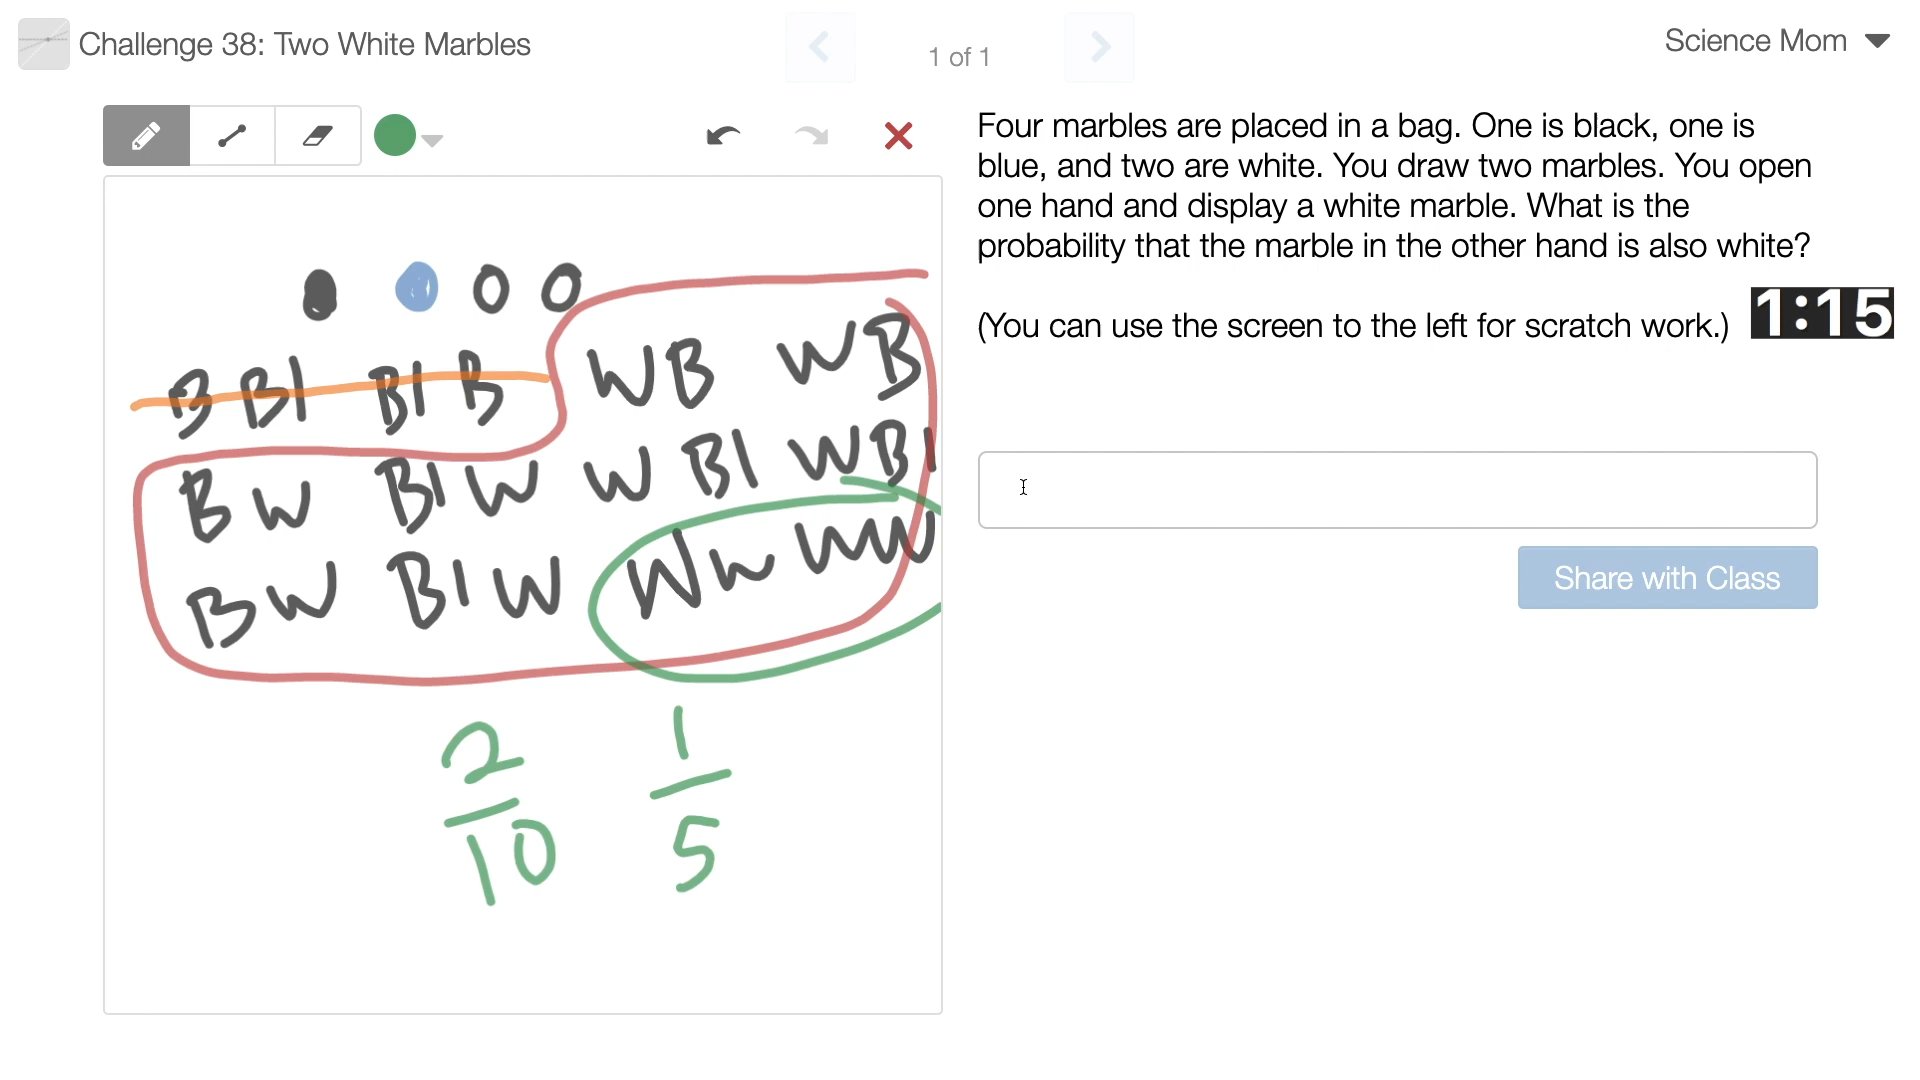 Challenge 38: Two White Marbles
1 of 1
Science Mom
Four marbles are placed in a bag. One is black, one is
blue, and two are white. You draw two marbles. You open
one hand and display a white marble. What is the
probability that the marble in the other hand is also white?
(You can use the screen to the left for scratch work.)
1:15
Share with Class
B Bl Bl B WB WB
BW BlW WBl WBl
BW BlW WW WW
2/10 1/5